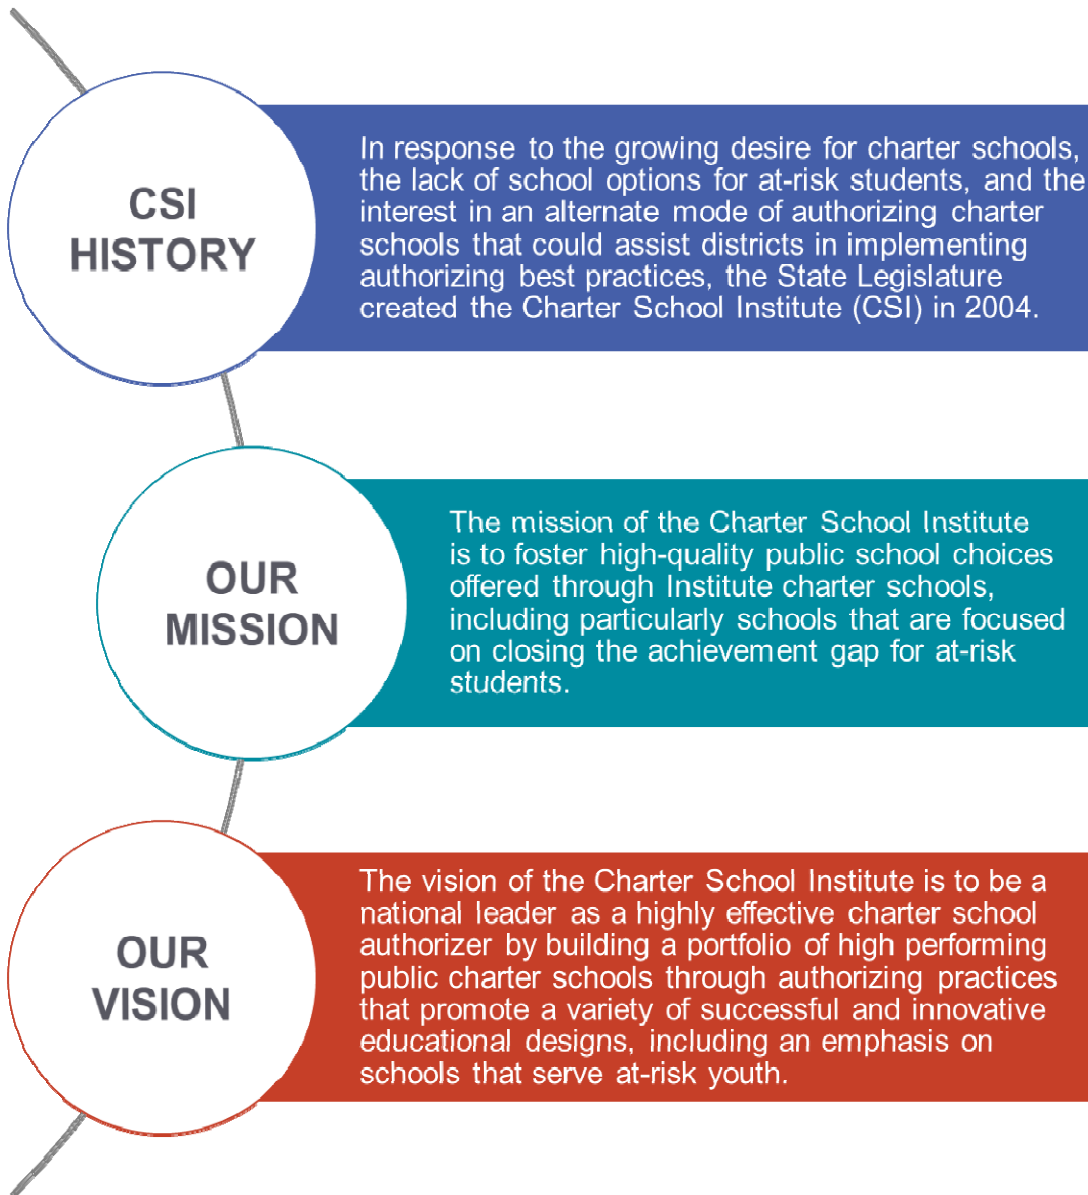 CSI
HISTORY
In response to the growing desire for charter schools,
the lack of school options for at-risk students, and the
interest in an alternate mode of authorizing charter
schools that could assist districts in implementing
authorizing best practices, the State Legislature
created the Charter School Institute (CSI) in 2004.
OUR
MISSION
The mission of the Charter School Institute
is to foster high-quality public school choices
offered through Institute charter schools,
including particularly schools that are focused
on closing the achievement gap for at-risk
students.
OUR
VISION
The vision of the Charter School Institute is to be a
national leader as a highly effective charter school
authorizer by building a portfolio of high performing
public charter schools through authorizing practices
that promote a variety of successful and innovative
educational designs, including an emphasis on
schools that serve at-risk youth.